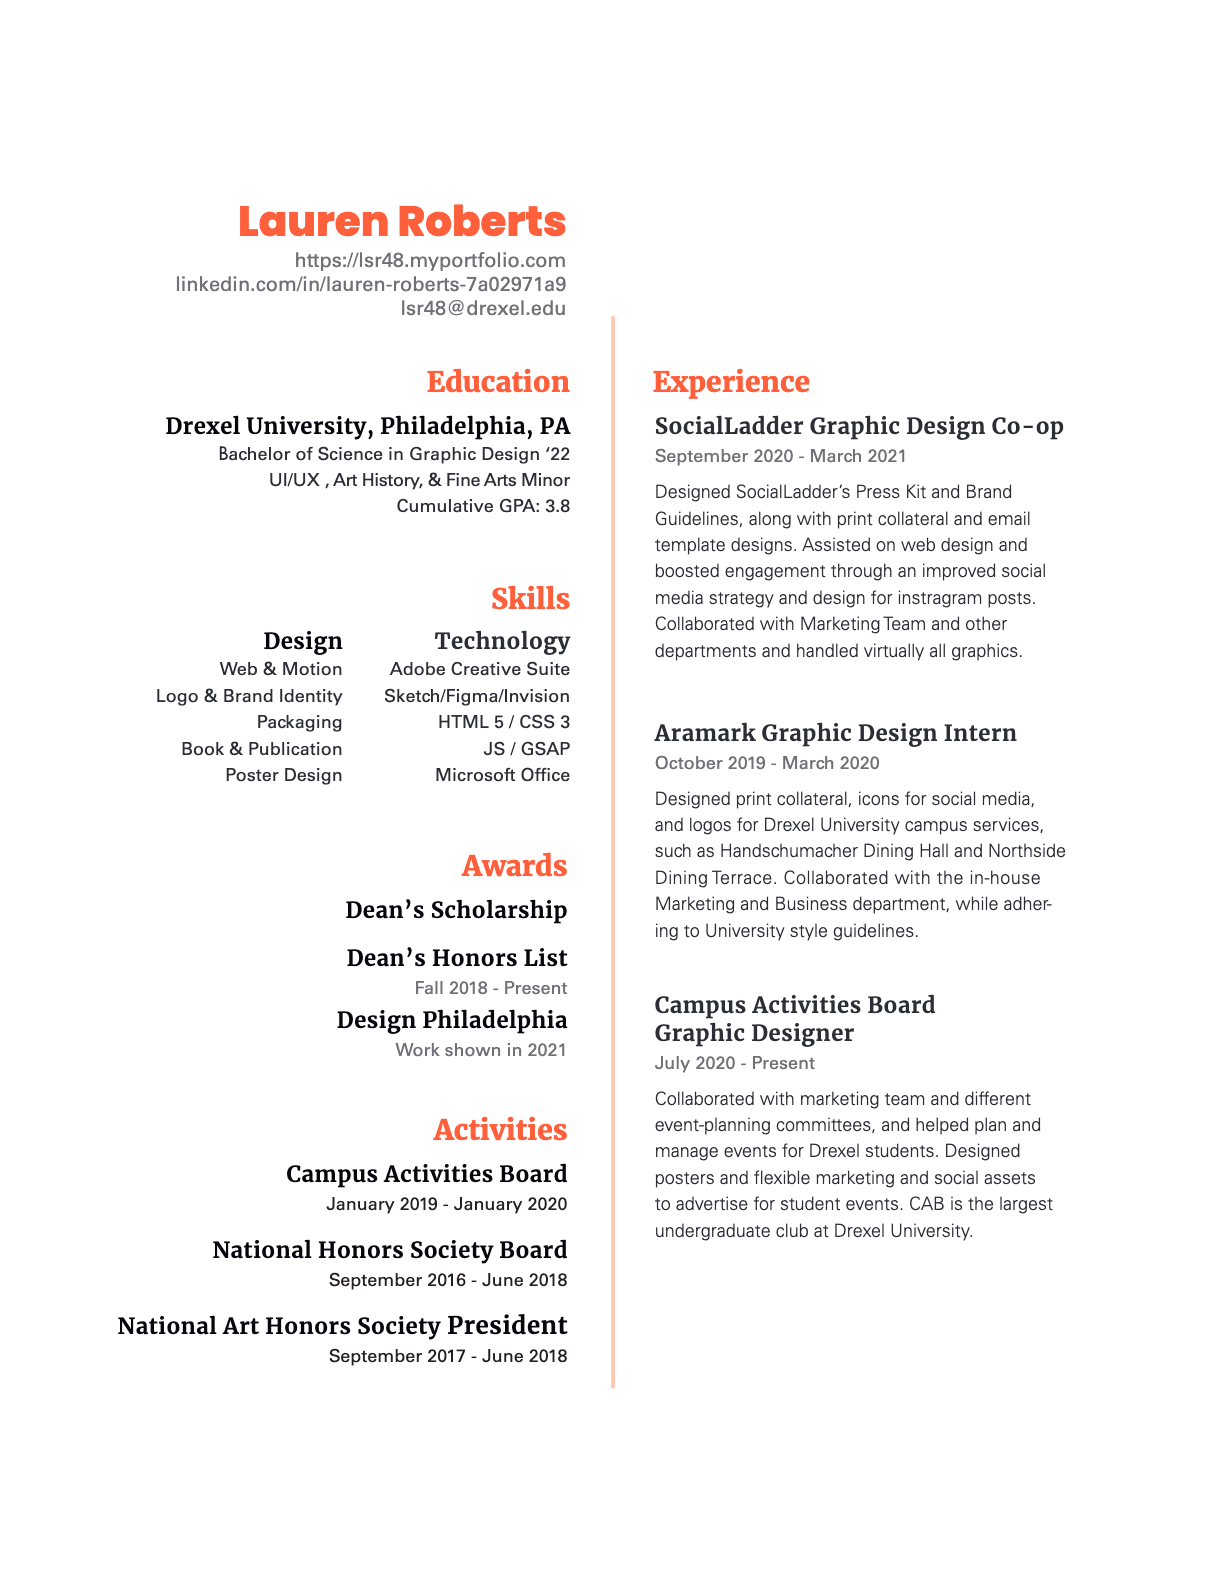 Lauren Roberts
https://lsr48.myportfolio.com
linkedin.com/in/lauren-roberts-7a02971a9
lsr48@drexel.edu
Education
Drexel University, Philadelphia, PA
Bachelor of Science in Graphic Design ‘22
UI/UX , Art History, & Fine Arts Minor
Cumulative GPA: 3.8
Skills
Design
Web & Motion
Logo & Brand Identity
Packaging
Book & Publication
Poster Design
Technology
Adobe Creative Suite
Sketch/Figma/Invision
HTML 5 / CSS 3
JS / GSAP
Microsoft Office
Awards
Dean’s Scholarship
Dean’s Honors List
Fall 2018 - Present
Design Philadelphia
Work shown in 2021
Activities
Campus Activities Board
January 2019 - January 2020
National Honors Society Board
September 2016 - June 2018
National Art Honors Society President
September 2017 - June 2018
Experience
SocialLadder Graphic Design Co-op
September 2020 - March 2021
Designed SocialLadder’s Press Kit and Brand
Guidelines, along with print collateral and email
template designs. Assisted on web design and
boosted engagement through an improved social
media strategy and design for instragram posts.
Collaborated with Marketing Team and other
departments and handled virtually all graphics.
Aramark Graphic Design Intern
October 2019 - March 2020
Designed print collateral, icons for social media,
and logos for Drexel University campus services,
such as Handschumacher Dining Hall and Northside
Dining Terrace. Collaborated with the in-house
Marketing and Business department, while adher-
ing to University style guidelines.
Campus Activities Board
Graphic Designer
July 2020 - Present
Collaborated with marketing team and different
event-planning committees, and helped plan and
manage events for Drexel students. Designed
posters and flexible marketing and social assets
to advertise for student events. CAB is the largest
undergraduate club at Drexel University.